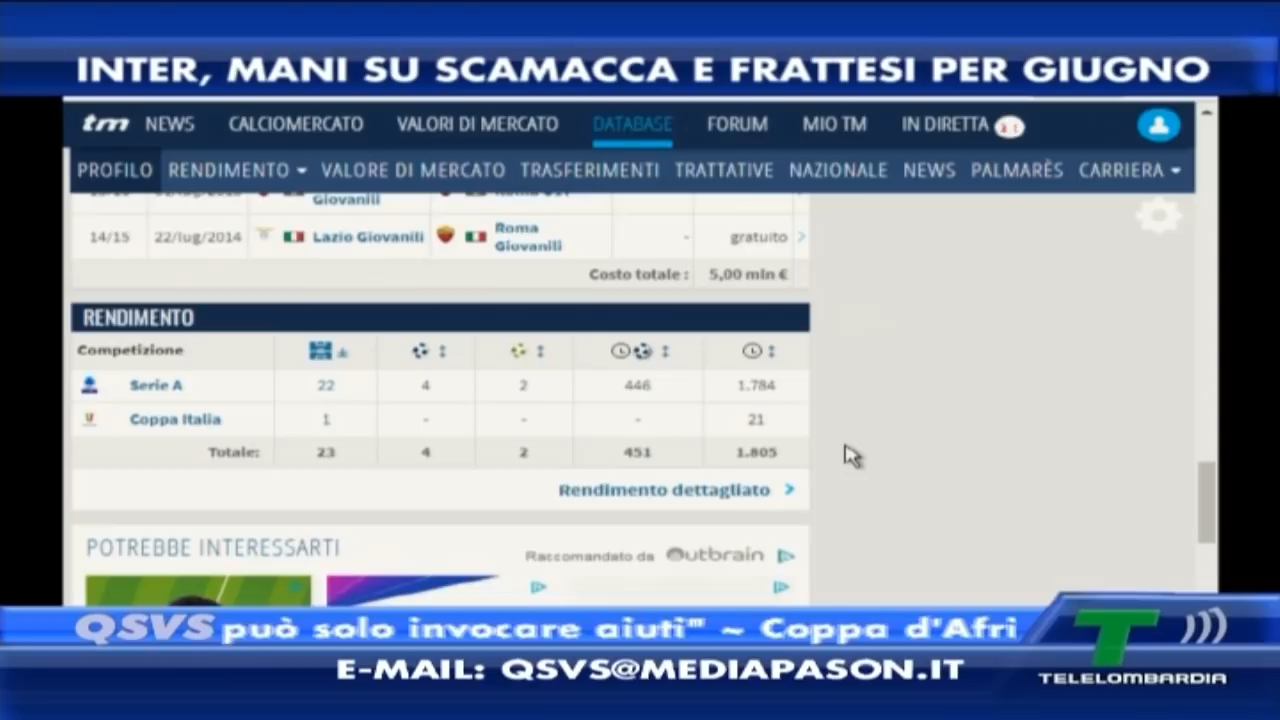 INTER, MANI SU SCAMACCA E FRATTESI PER GIUGNO
tm NEWS CALCIOMERCATO VALORI DI MERCATO DATABASE FORUM MIO TM IN DIRETTA
PROFILO RENDIMENTO VALORE DI MERCATO TRASFERIMENTI TRATTATIVE NAZIONALE NEWS PALMARÈS CARRIERA
Giovanili
14/15 22/lug/2014 Lazio Giovanili Roma Giovanili - gratuito
Costo totale : 5,00 mln €
RENDIMENTO
Competizione
Serie A 22 4 2 446 1.784
Coppa Italia 1 - - - 21
Totale: 23 4 2 451 1.805
Rendimento dettagliato
POTREBBE INTERESSARTI
Raccomandato da Outbrain
QSVS può solo invocare aiuti" ~ Coppa d'Afri
E-MAIL: QSVS@MEDIAPASON.IT
T
TELELOMBARDIA